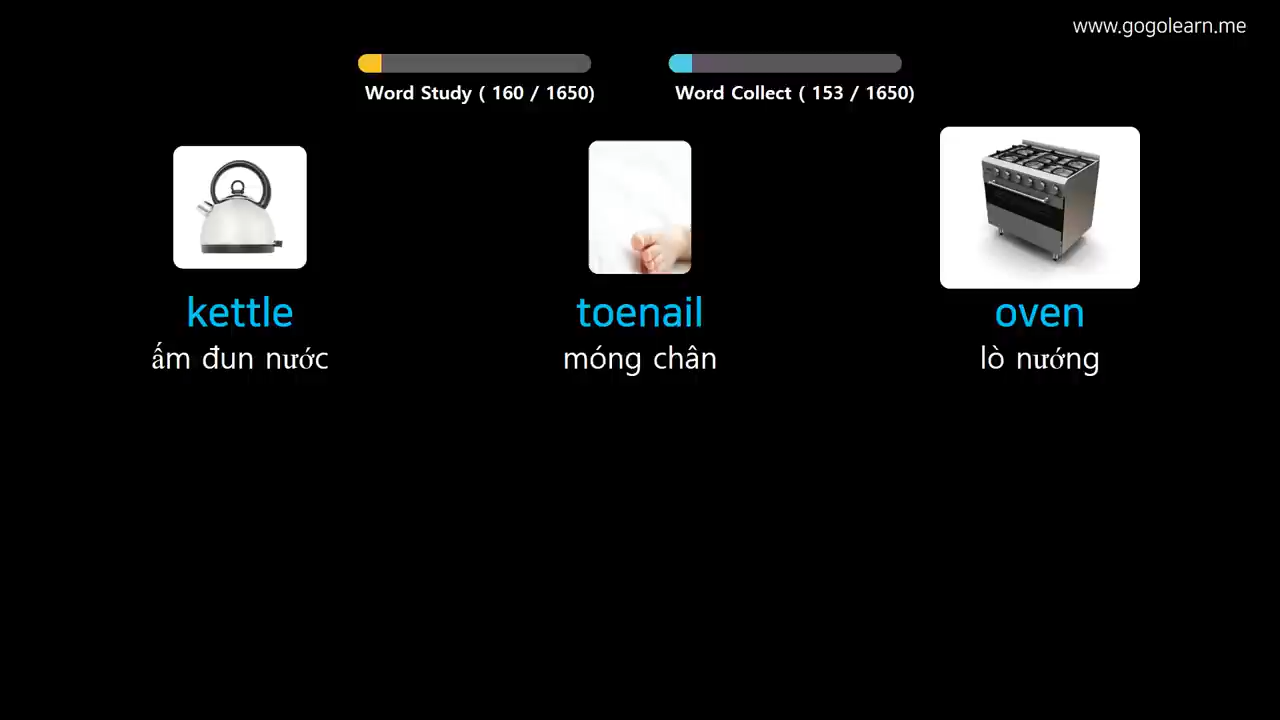 www.gogolearn.me
Word Study ( 160 / 1650)
Word Collect ( 153 / 1650)
kettle
ấm đun nước
toenail
móng chân
oven
lò nướng